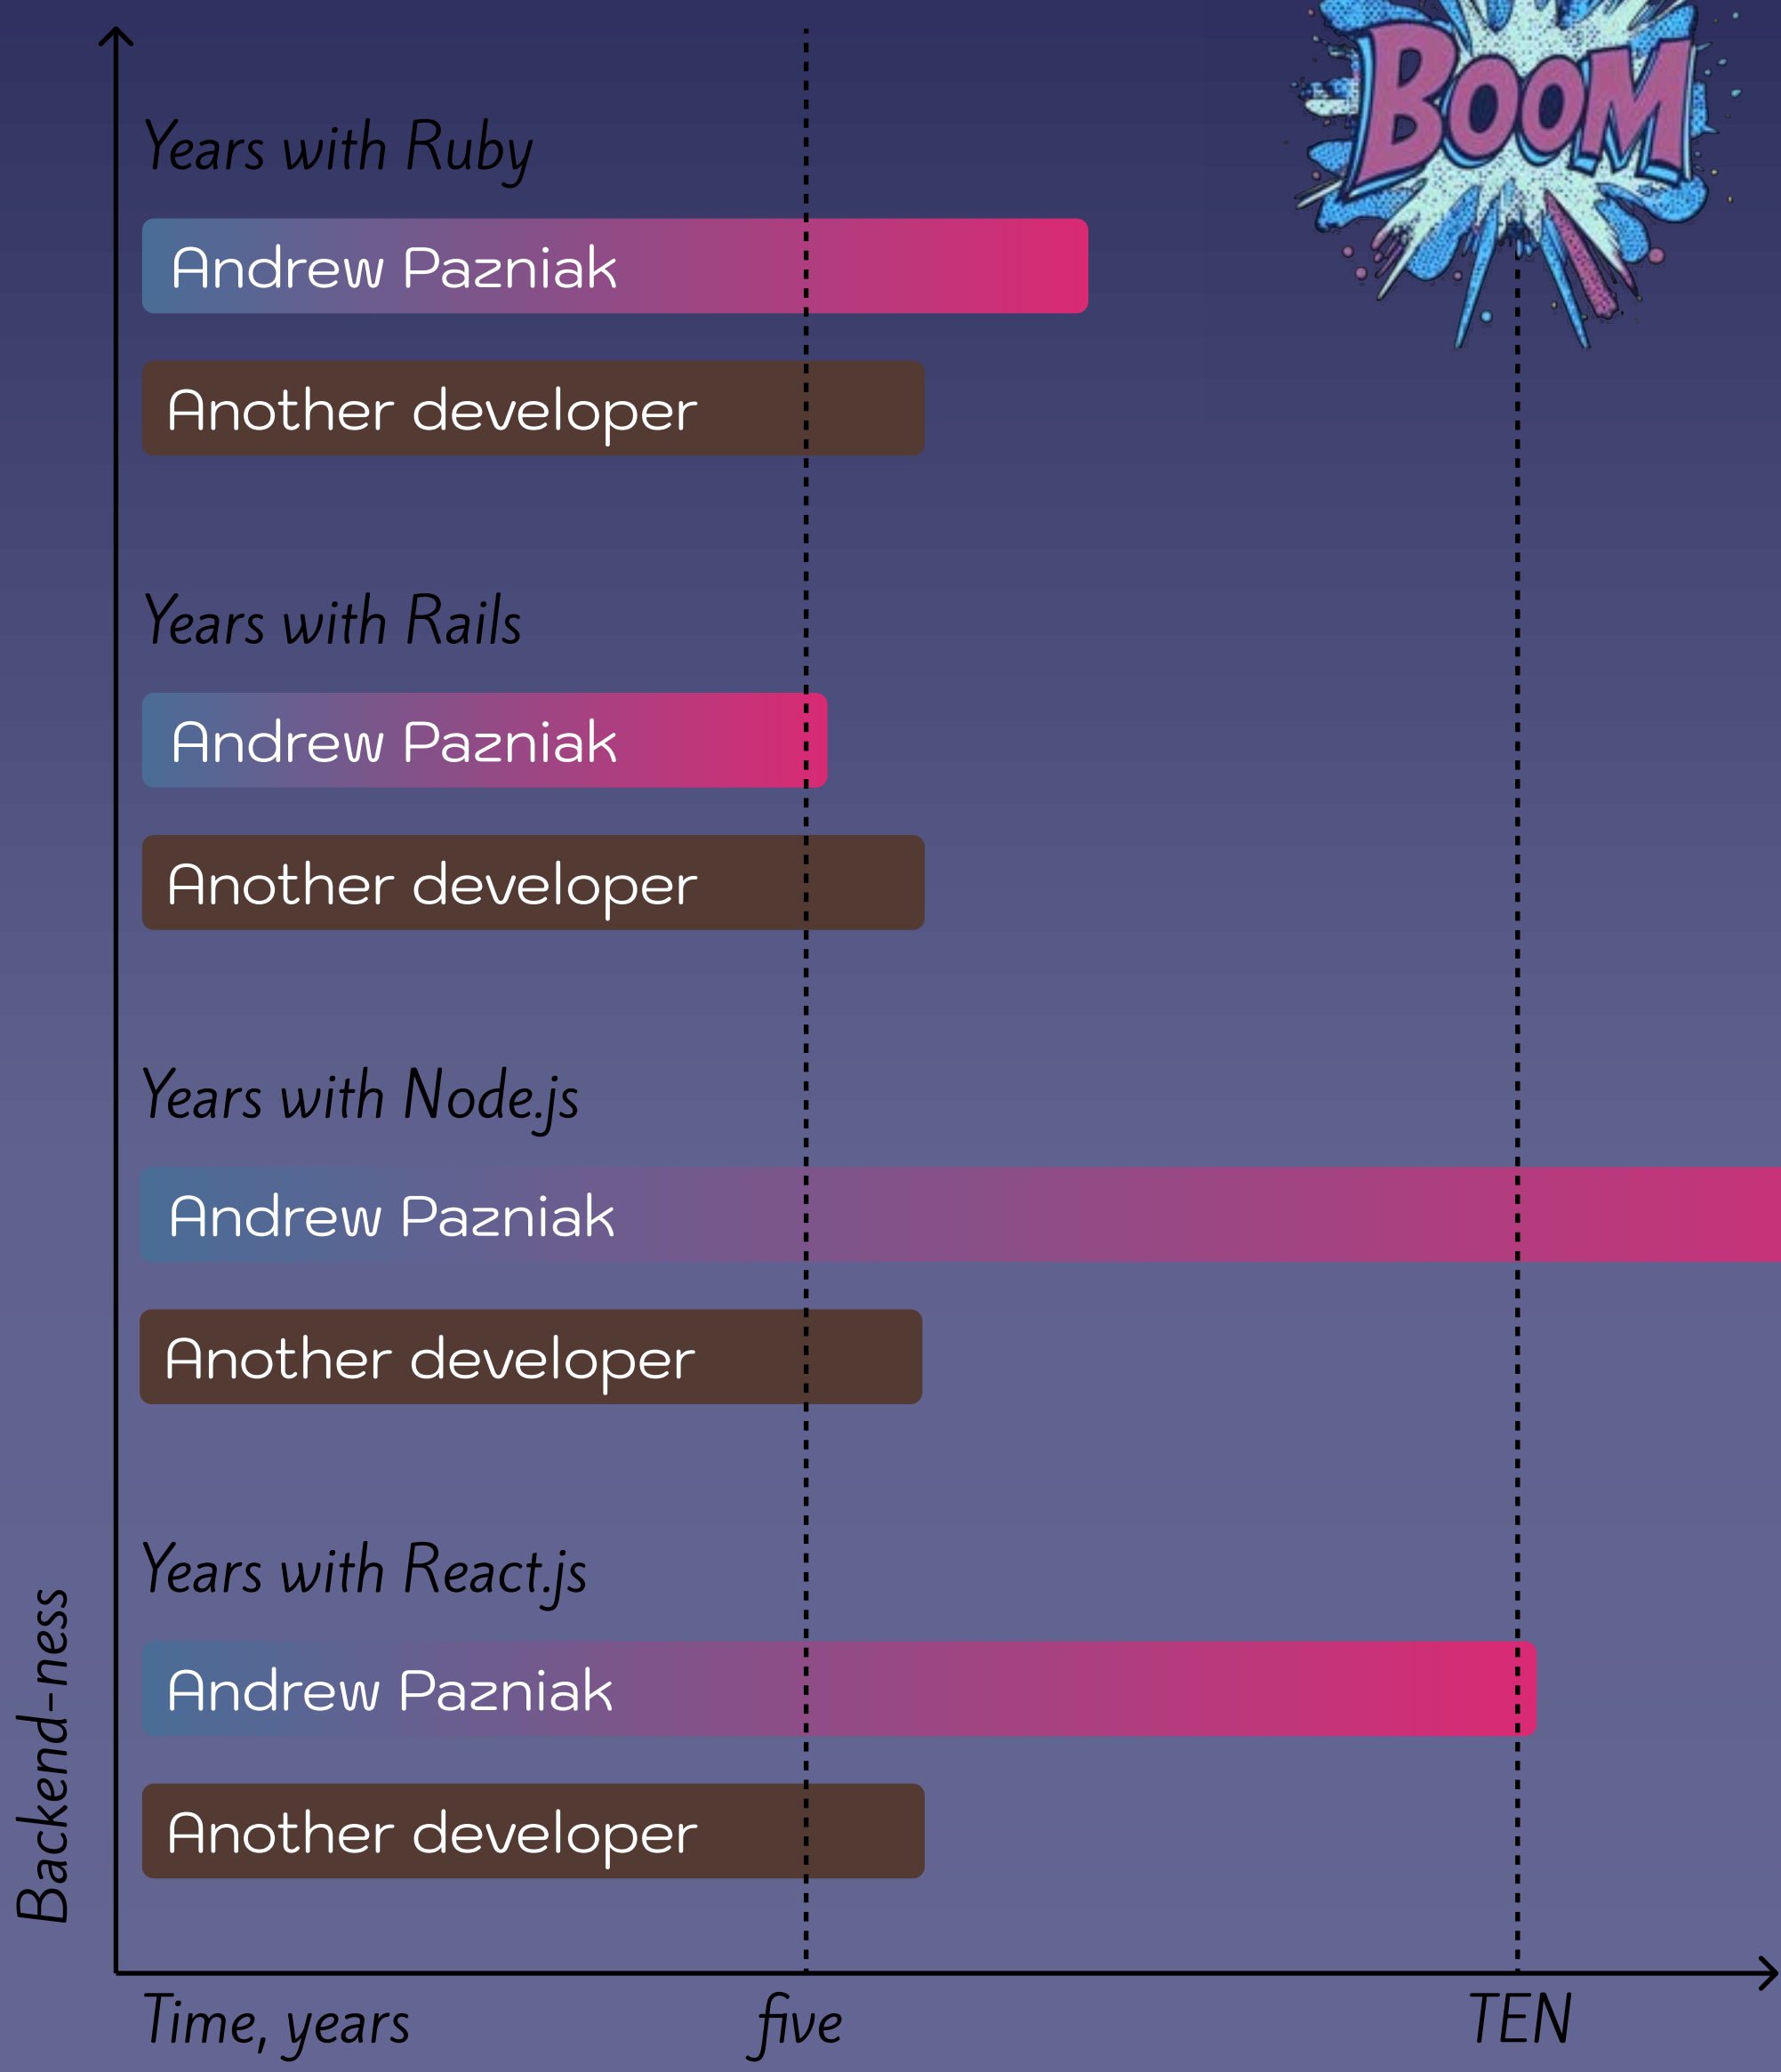 BOOM
Years with Ruby
Andrew Pazniak
Another developer
Years with Rails
Andrew Pazniak
Another developer
Years with Node.js
Andrew Pazniak
Another developer
Years with React.js
Andrew Pazniak
Another developer
Backend-ness
Time, years
five
TEN